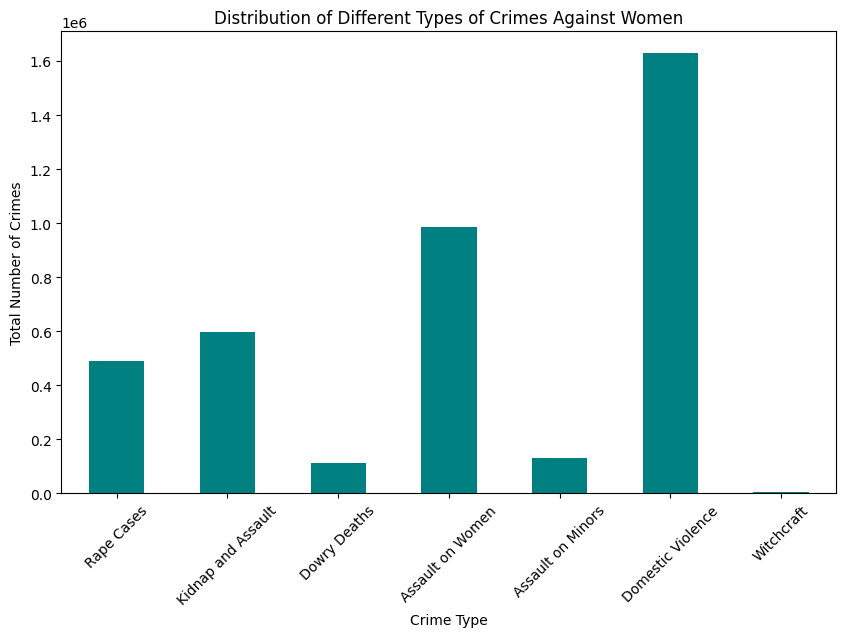 Distribution of Different Types of Crimes Against Women
1e6
1.6
1.4
1.2
1.0
0.8
0.6
0.4
0.2
0.0
Total Number of Crimes
Rape Cases
Kidnap and Assault
Dowry Deaths
Assault on Women
Assault on Minors
Domestic Violence
Witchcraft
Crime Type